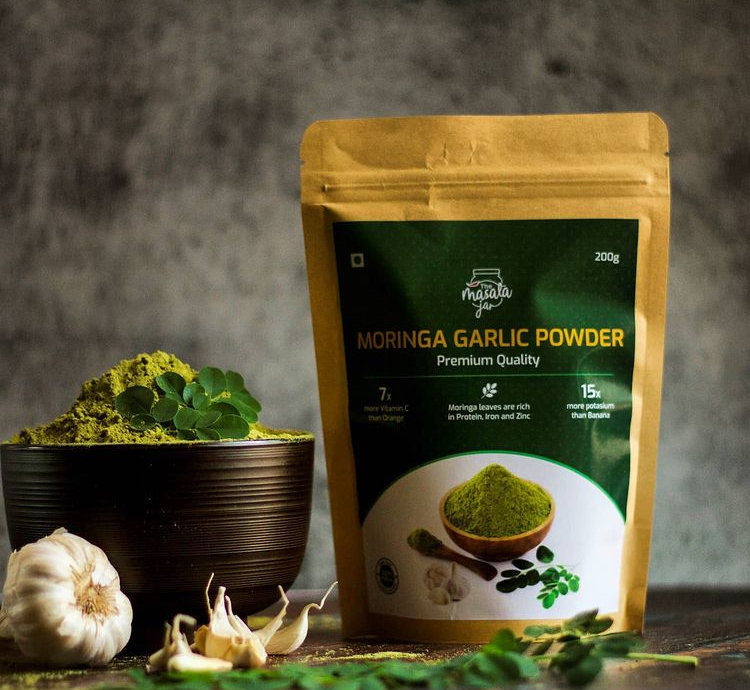 200g
The
masala
jar
MORINGA GARLIC POWDER
Premium Quality
7x
more Vitamin C
than Orange
Moringa leaves are rich
in Protein, Iron and Zinc
15x
more potasium
than Banana